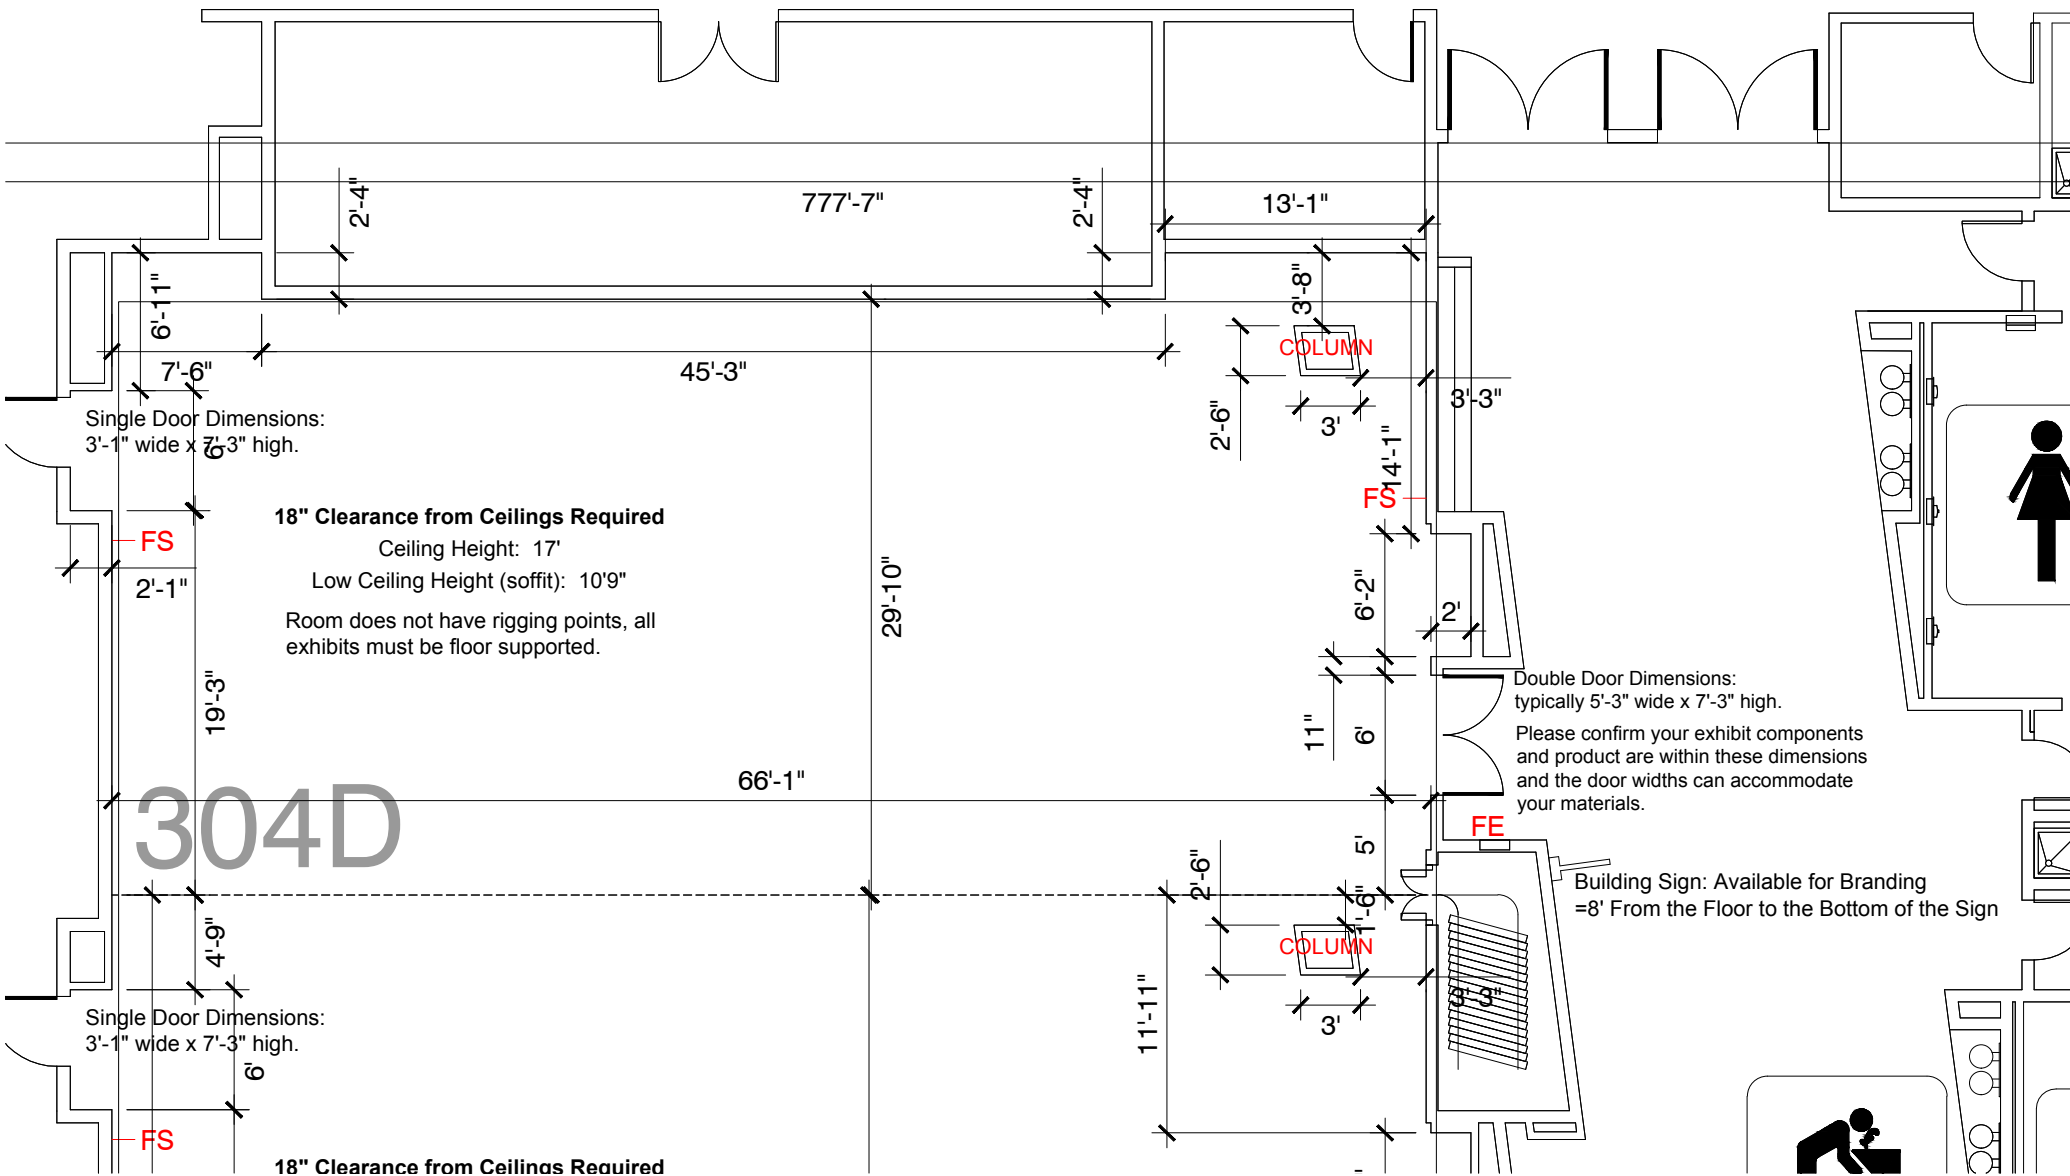 2'-4"
777'-7"
2'-4"
13'-1"
6'-11"
3'-8"
7'-6"
45'-3"
COLUMN
2'-6"
3'
3'-3"
14'-1"
Single Door Dimensions:
3'-1" wide x 7'-3" high.
6'
FS
18" Clearance from Ceilings Required
Ceiling Height: 17'
Low Ceiling Height (soffit): 10'9"
Room does not have rigging points, all
exhibits must be floor supported.
FS
2'-1"
29'-10"
6'-2"
2'
19'-3"
11"
6'
Double Door Dimensions:
typically 5'-3" wide x 7'-3" high.
Please confirm your exhibit components
and product are within these dimensions
and the door widths can accommodate
your materials.
66'-1"
304D
FE
5'
2'-6"
1'-6"
Building Sign: Available for Branding
=8' From the Floor to the Bottom of the Sign
4'-9"
COLUMN
3'-3"
11'-11"
3'
Single Door Dimensions:
3'-1" wide x 7'-3" high.
6'
FS
18" Clearance from Ceilings Required